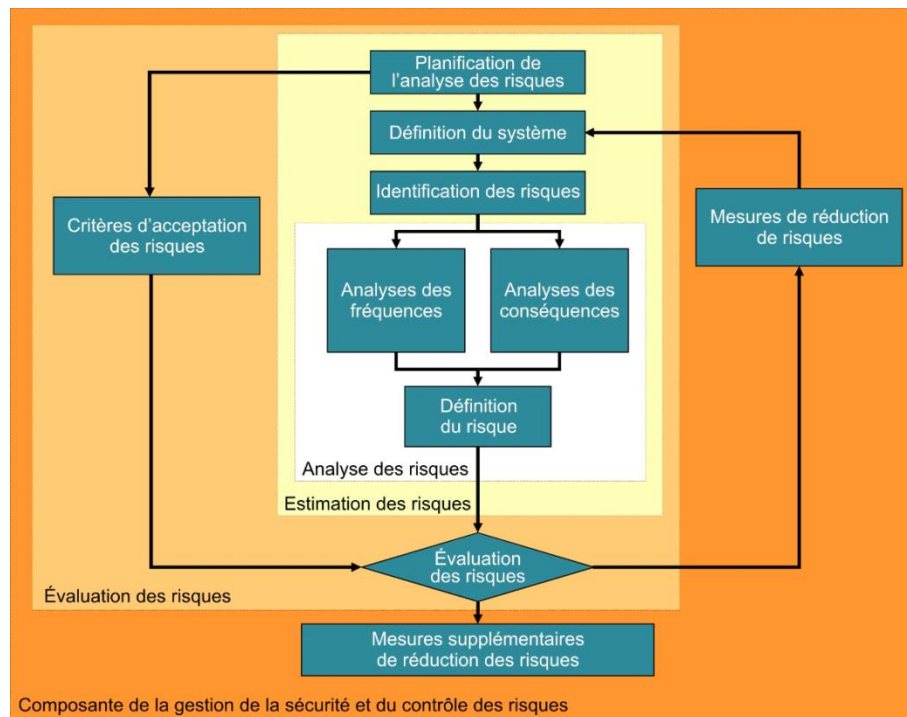 Planification de
l'analyse des risques
Définition du système
Identification des risques
Critères d'acceptation
des risques
Mesures de réduction
de risques
Analyses des
fréquences
Analyses des
conséquences
Définition
du risque
Analyse des risques
Estimation des risques
Évaluation
des risques
Évaluation des risques
Mesures supplémentaires
de réduction des risques
Composante de la gestion de la sécurité et du contrôle des risques